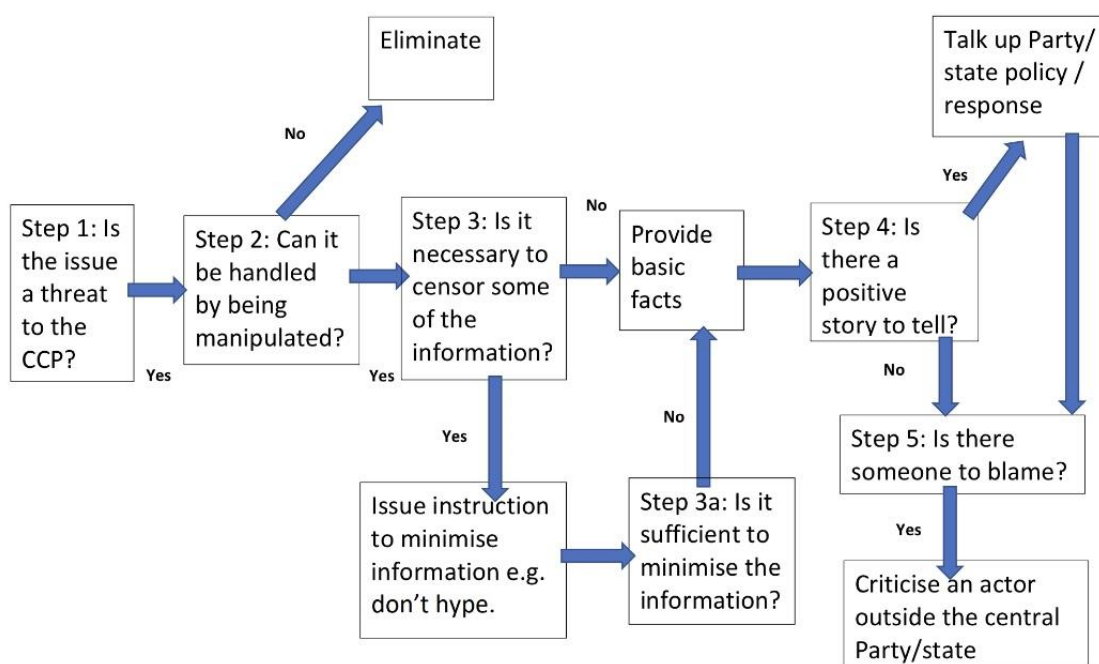 Eliminate
Talk up Party/
state policy /
response
No
Yes
Step 1: Is
the issue
a threat
to the
CCP?
Yes
Step 2: Can it
be handled
by being
manipulated?
Yes
Step 3: Is it
necessary to
censor some
of the
information?
No
Provide
basic
facts
Step 4: Is
there a
positive
story to tell?
No
Yes
Issue instruction
to minimise
information e.g.
don’t hype.
No
Step 3a: Is it
sufficient to
minimise the
information?
Step 5: Is there
someone to blame?
Yes
Criticise an actor
outside the central
Party/state